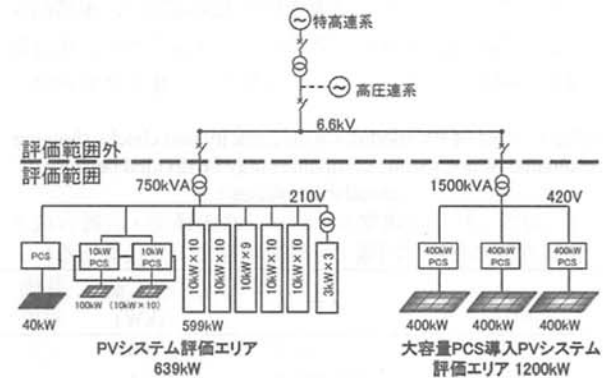 特高連系
高圧連系
6.6kV
評価範囲外
評価範囲
750kVA
1500kVA
210V
420V
PCS
10kW PCS
10kW PCS
10kW×10
10kW×10
10kW×9
10kW×10
10kW×10
3kW×3
400kW PCS
400kW PCS
400kW PCS
40kW
100kW (10kW×10)
599kW
400kW
400kW
400kW
PVシステム評価エリア
639kW
大容量PCS導入PVシステム
評価エリア 1200kW